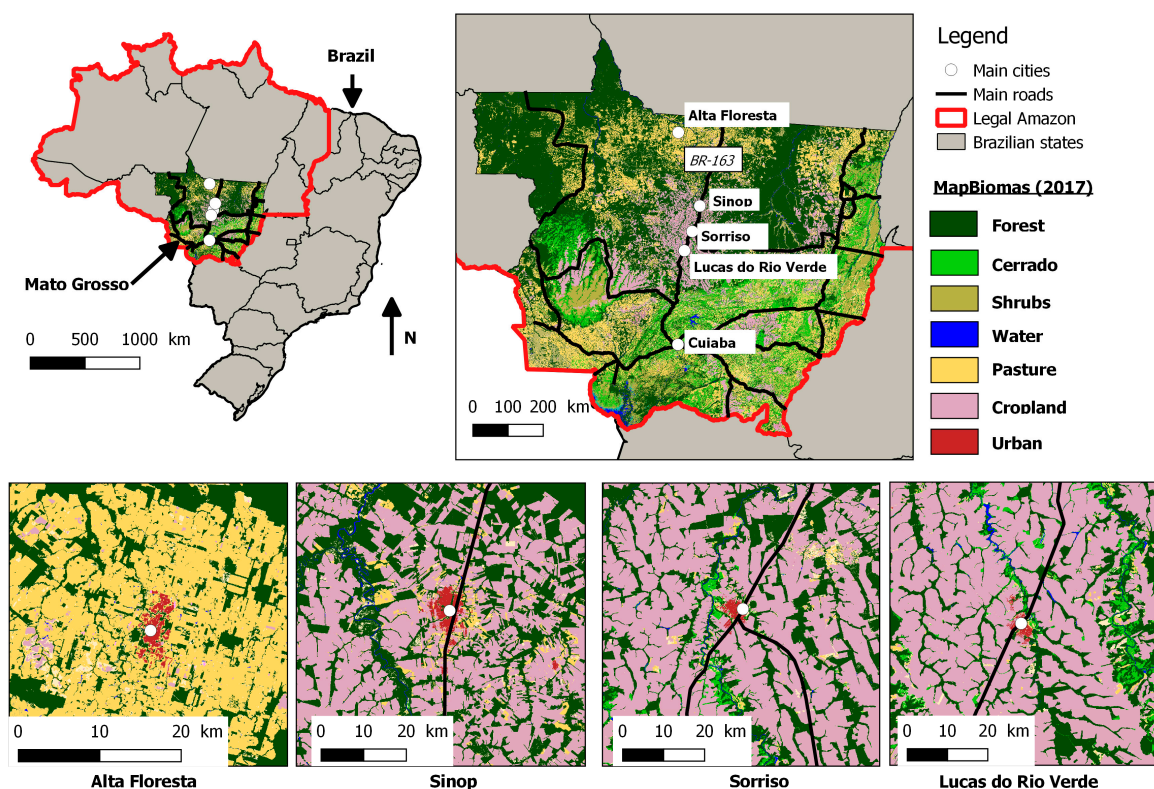 Brazil
Mato Grosso
0 500 1000 km
N
Alta Floresta
BR-163
Sinop
Sorriso
Lucas do Rio Verde
Cuiaba
0 100 200 km
Legend
Main cities
Main roads
Legal Amazon
Brazilian states
MapBiomas (2017)
Forest
Cerrado
Shrubs
Water
Pasture
Cropland
Urban
0 10 20 km
Alta Floresta
0 10 20 km
Sinop
0 10 20 km
Sorriso
0 10 20 km
Lucas do Rio Verde